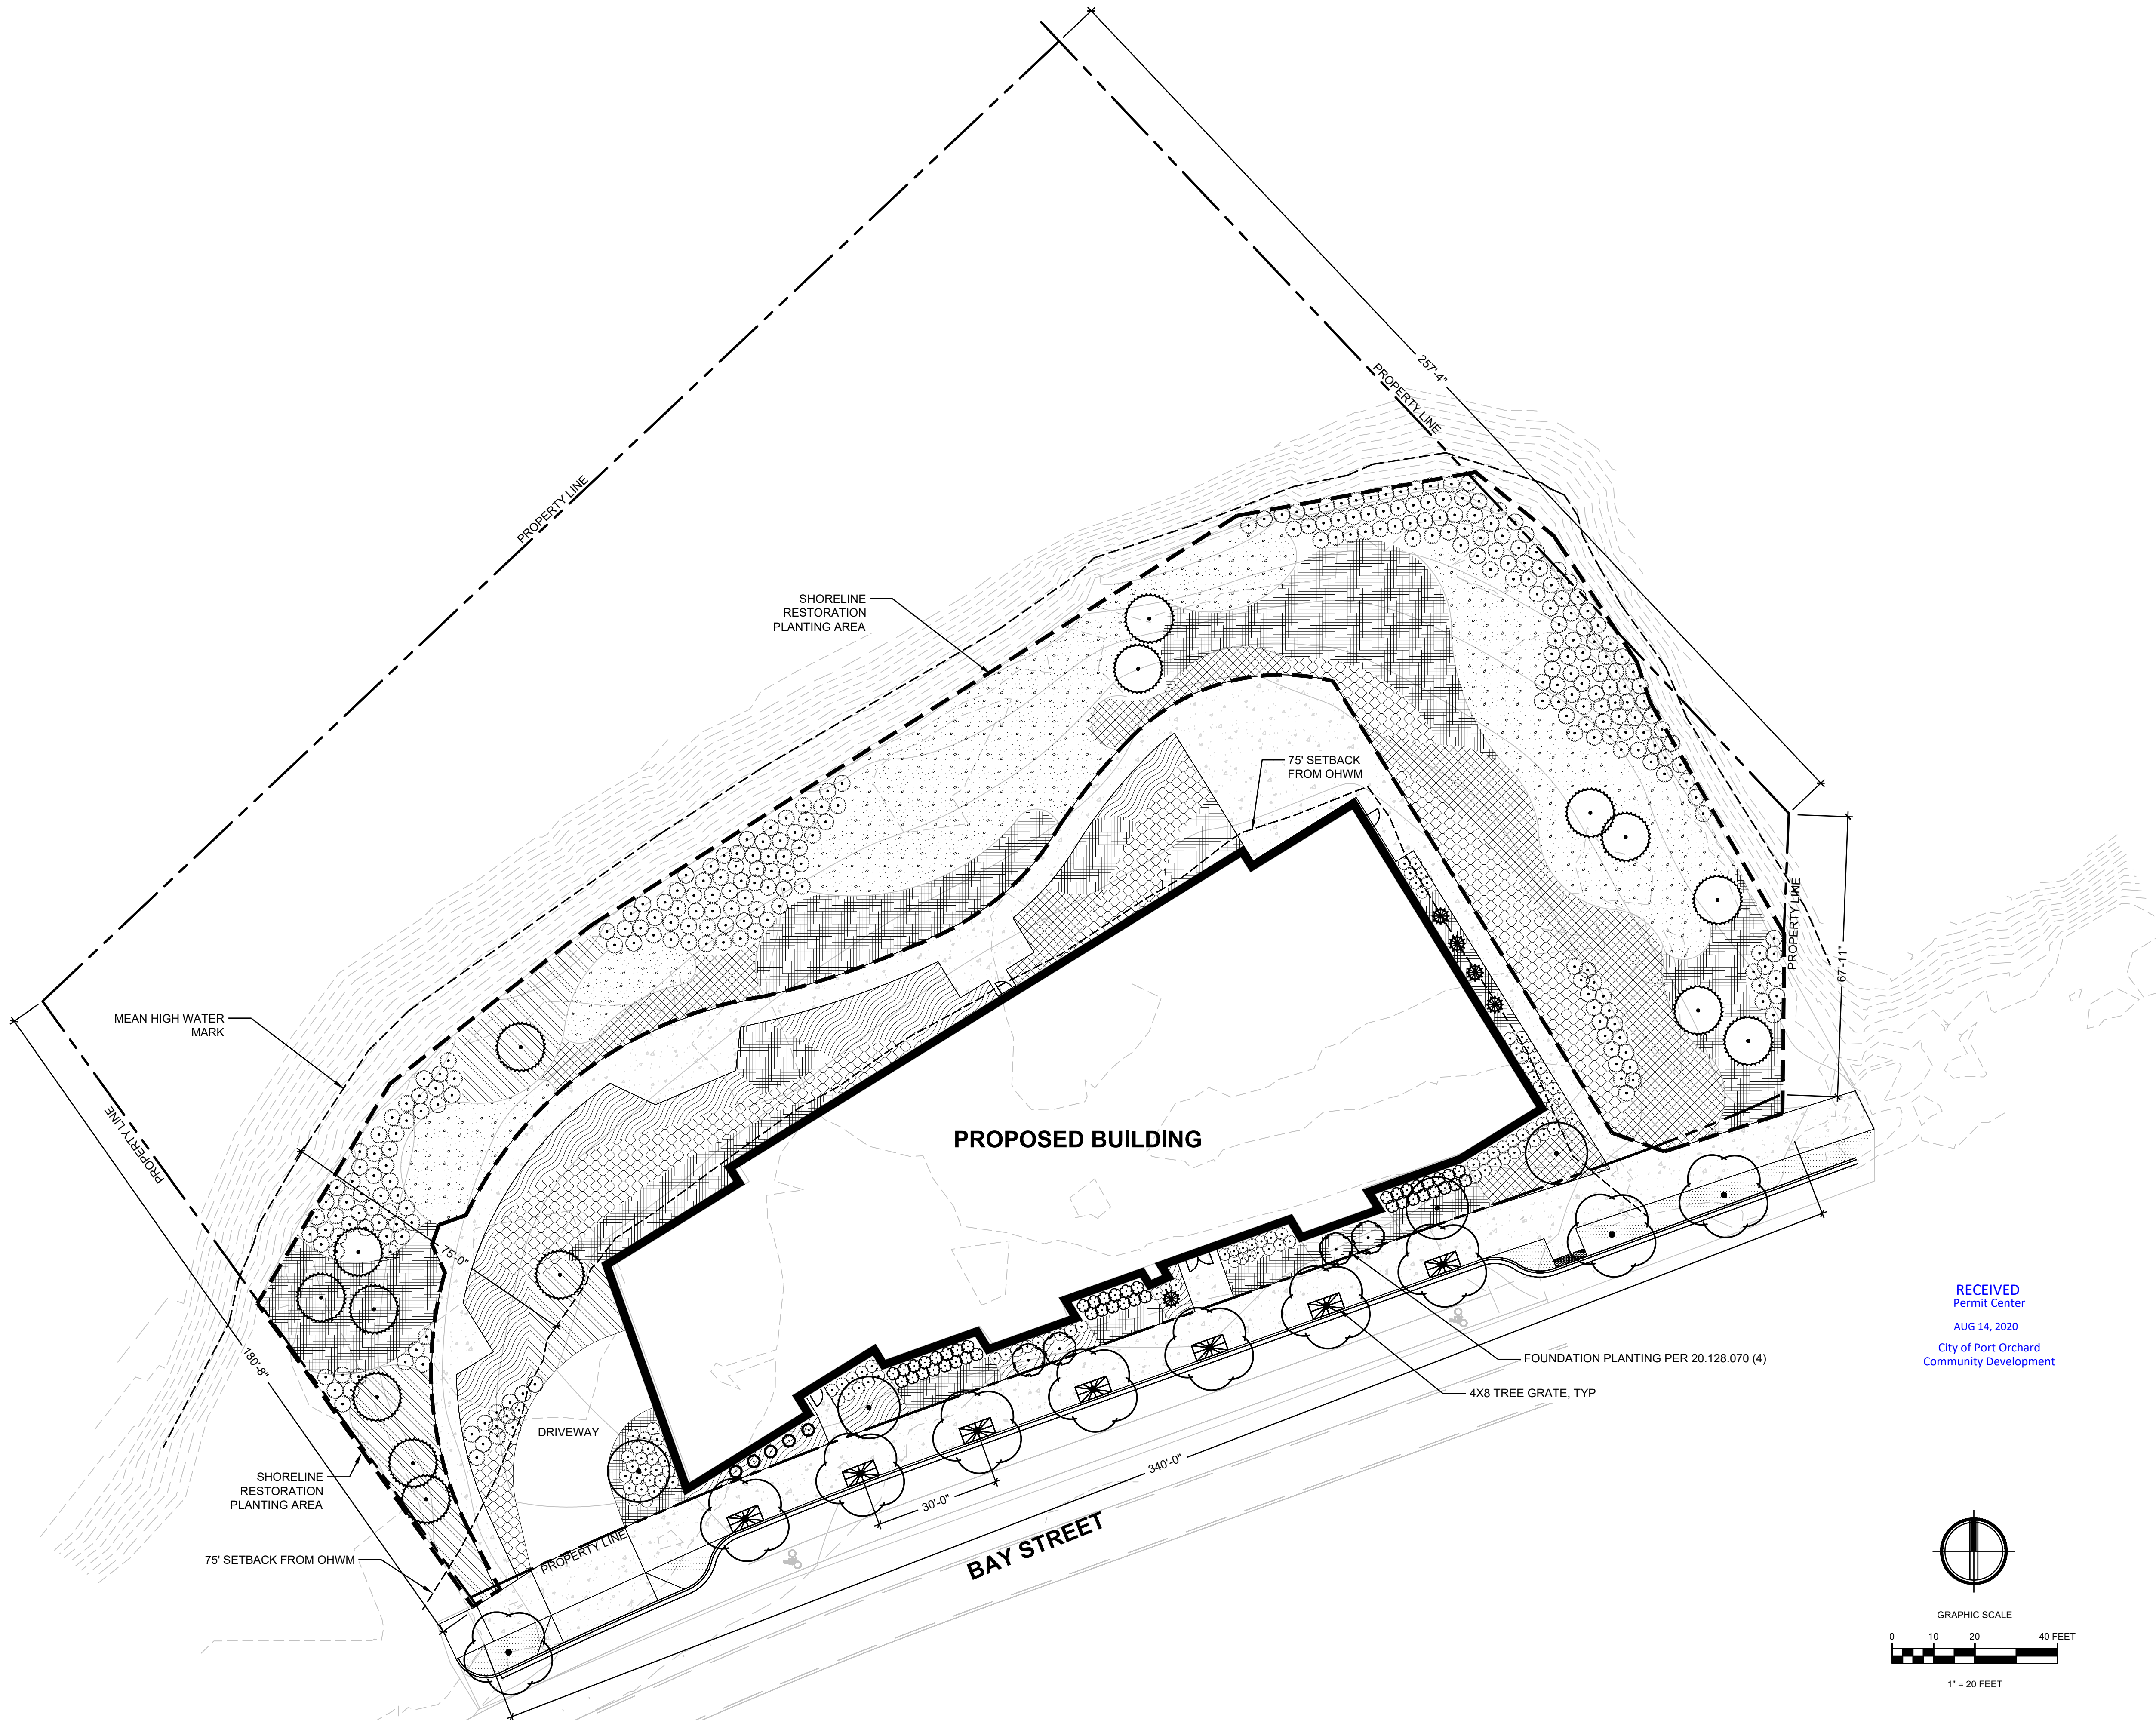 257'-4"
PROPERTY LINE
PROPERTY LINE
SHORELINE
RESTORATION
PLANTING AREA
75' SETBACK
FROM OHWM
PROPERTY LINE
67'-11"
MEAN HIGH WATER
MARK
PROPERTY LINE
PROPOSED BUILDING
75'-0"
180'-8"
RECEIVED
Permit Center
AUG 14, 2020
City of Port Orchard
Community Development
FOUNDATION PLANTING PER 20.128.070 (4)
4X8 TREE GRATE, TYP
DRIVEWAY
SHORELINE
RESTORATION
PLANTING AREA
340'-0"
30'-0"
BAY STREET
PROPERTY LINE
75' SETBACK FROM OHWM
GRAPHIC SCALE
0 10 20 40 FEET
1" = 20 FEET